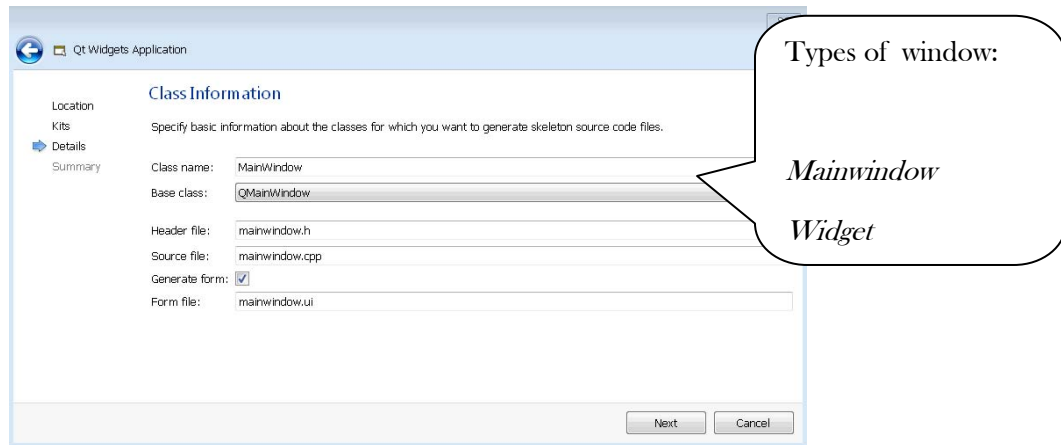 Qt Widgets Application
Location
Kits
Details
Summary
Class Information
Specify basic information about the classes for which you want to generate skeleton source code files.
Class name: MainWindow
Base class: QMainWindow
Header file: mainwindow.h
Source file: mainwindow.cpp
Generate form:
Form file: mainwindow.ui
Next Cancel
Types of window:
Mainwindow
Widget